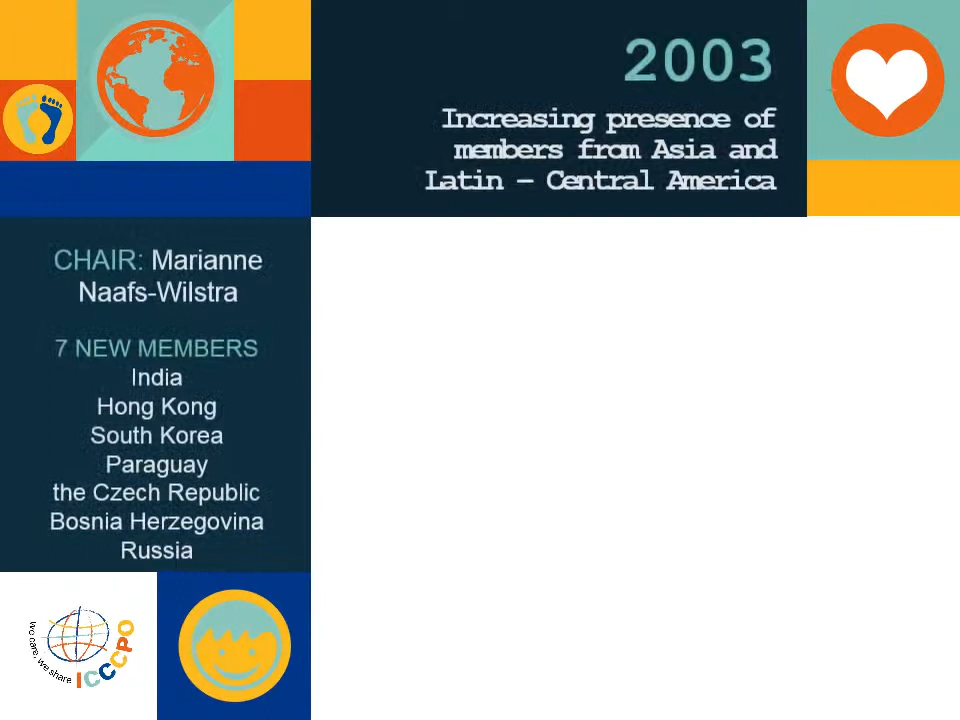 2003
Increasing presence of
members from Asia and
Latin – Central America
CHAIR: Marianne
Naafs-Wilstra
7 NEW MEMBERS
India
Hong Kong
South Korea
Paraguay
the Czech Republic
Bosnia Herzegovina
Russia
We care, we share
ICCCPO